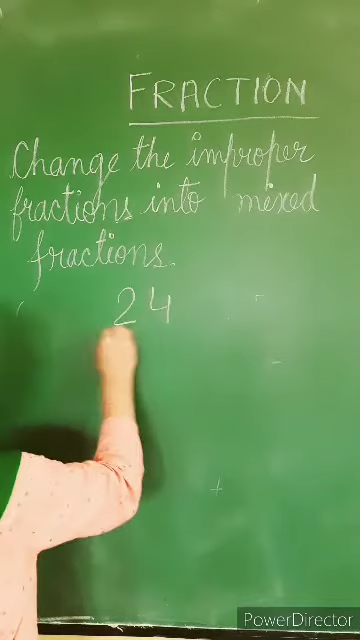 FRACTION
Change the improper
fractions into mixed
fractions.
24
PowerDirector